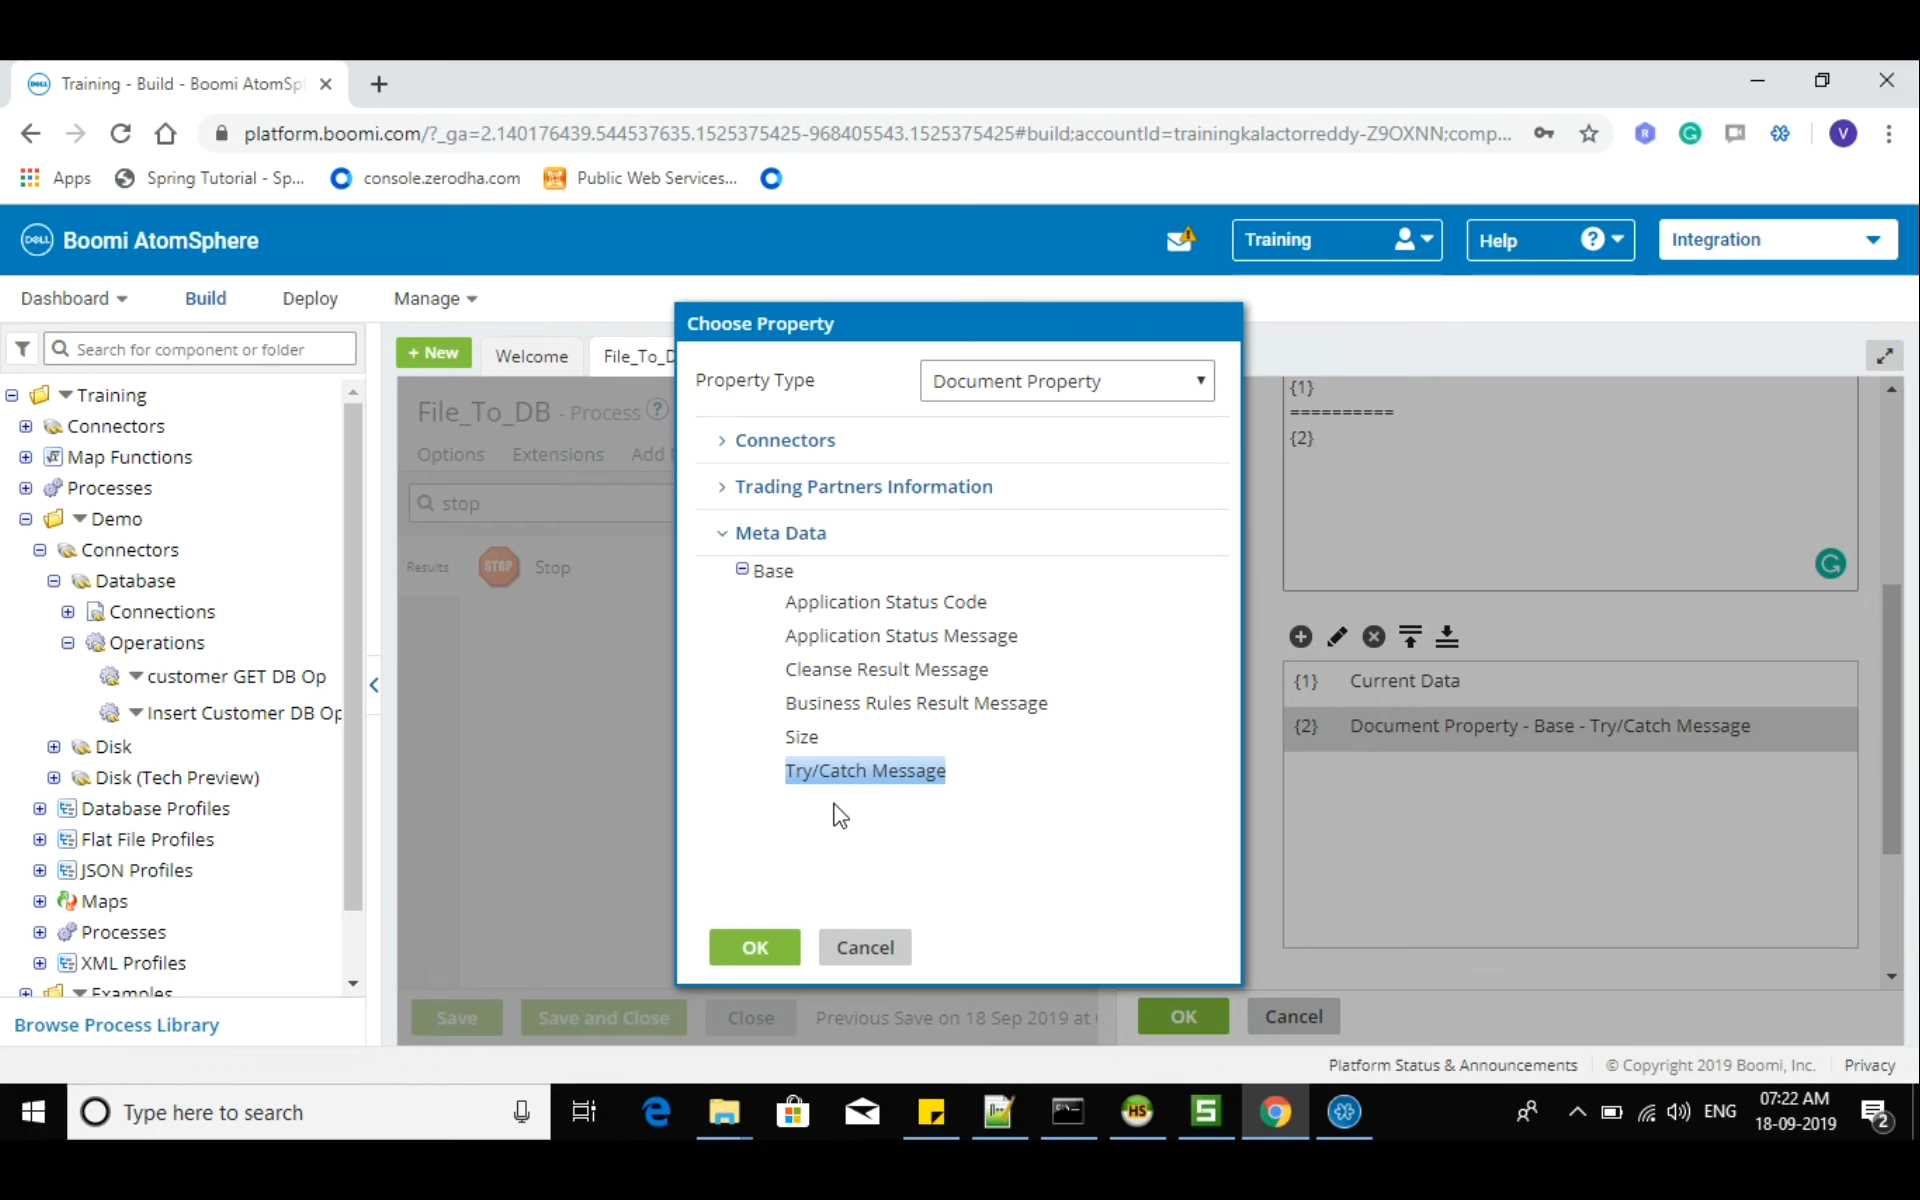 Training - Build - Boomi AtomSp
platform.boomi.com/?_ga=2.140176439.544537635.1525375425-968405543.1525375425#build;accountId=trainingkalactorreddy-Z9OXNN;comp...
V
Apps
Spring Tutorial - Sp...
console.zerodha.com
Public Web Services...
DELL
Boomi AtomSphere
Training
Help
Integration
Dashboard
Build
Deploy
Manage
Search for component or folder
Training
Connectors
Map Functions
Processes
Demo
Connectors
Database
Connections
Operations
customer GET DB Op
Insert Customer DB Op
Disk
Disk (Tech Preview)
Database Profiles
Flat File Profiles
JSON Profiles
Maps
Processes
XML Profiles
Examples
Browse Process Library
+ New
Welcome
File_To_D
File_To_DB - Process
Options
Extensions
Add
stop
Results
STOP
Stop
Save
Save and Close
Close
Previous Save on 18 Sep 2019 at
Choose Property
Property Type
Document Property
Connectors
Trading Partners Information
Meta Data
Base
Application Status Code
Application Status Message
Cleanse Result Message
Business Rules Result Message
Size
Try/Catch Message
OK
Cancel
{1}
==========
{2}
{1} Current Data
{2} Document Property - Base - Try/Catch Message
OK
Cancel
Platform Status & Announcements
© Copyright 2019 Boomi, Inc.
Privacy
Type here to search
HS
S
ENG
07:22 AM
18-09-2019
2